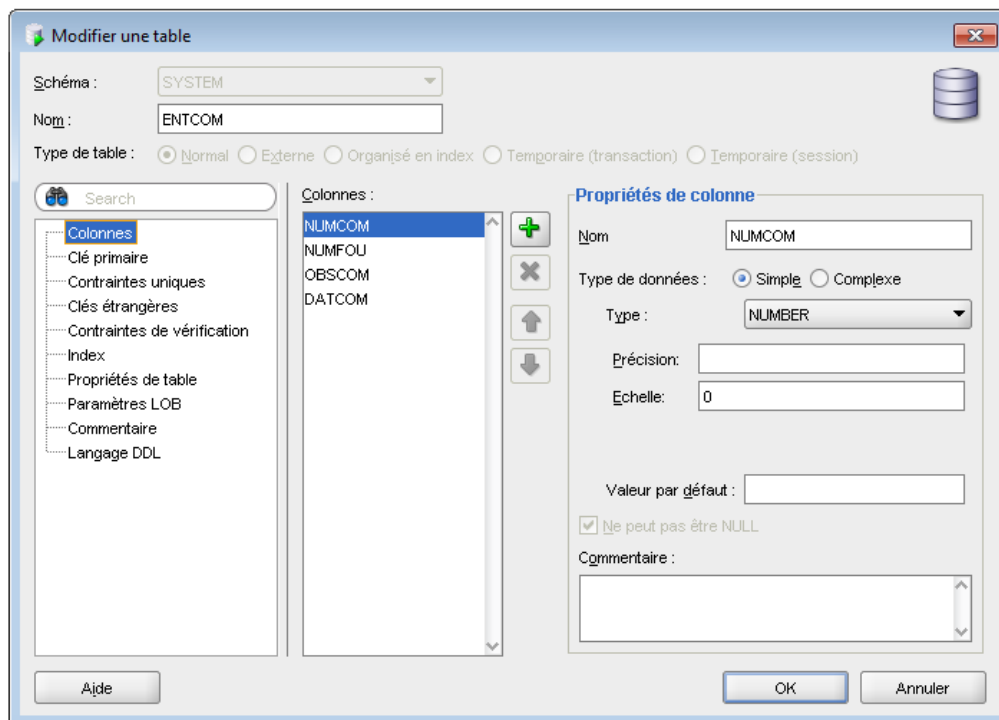 Modifier une table
Schéma : SYSTEM
Nom : ENTCOM
Type de table : Normal Externe Organisé en index Temporaire (transaction) Temporaire (session)
Search
Colonnes
Clé primaire
Contraintes uniques
Clés étrangères
Contraintes de vérification
Index
Propriétés de table
Paramètres LOB
Commentaire
Langage DDL
Colonnes :
NUMCOM
NUMFOU
OBSCOM
DATCOM
Propriétés de colonne
Nom NUMCOM
Type de données : Simple Complexe
Type : NUMBER
Précision:
Echelle: 0
Valeur par défaut :
Ne peut pas être NULL
Commentaire :
Aide OK Annuler